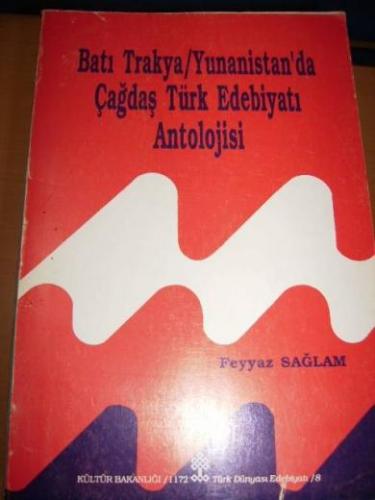 Batı Trakya/Yunanistan'da
Çağdaş Türk Edebiyatı
Antolojisi
Feyyaz SAĞLAM
KÜLTÜR BAKANLIĞI/1172 Türk Dünyası Edebiyatı/8